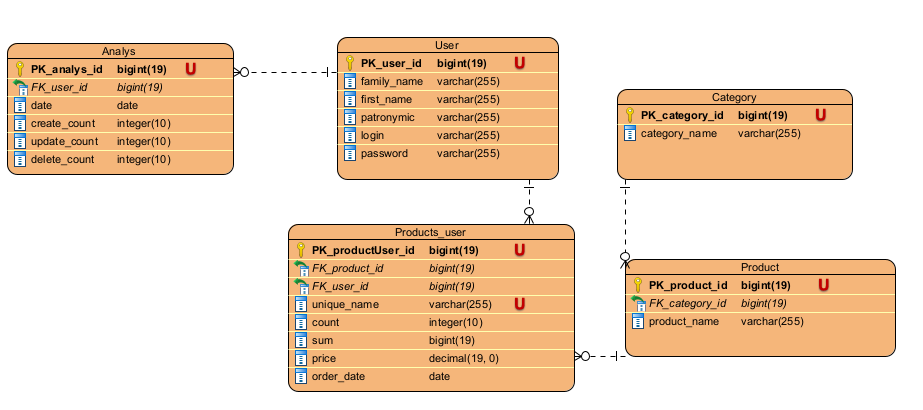 Analys
PK_analys_id bigint(19) U
FK_user_id bigint(19)
date date
create_count integer(10)
update_count integer(10)
delete_count integer(10)
User
PK_user_id bigint(19) U
family_name varchar(255)
first_name varchar(255)
patronymic varchar(255)
login varchar(255)
password varchar(255)
Category
PK_category_id bigint(19) U
category_name varchar(255)
Products_user
PK_productUser_id bigint(19) U
FK_product_id bigint(19)
FK_user_id bigint(19)
unique_name varchar(255) U
count integer(10)
sum bigint(19)
price decimal(19, 0)
order_date date
Product
PK_product_id bigint(19) U
FK_category_id bigint(19)
product_name varchar(255)